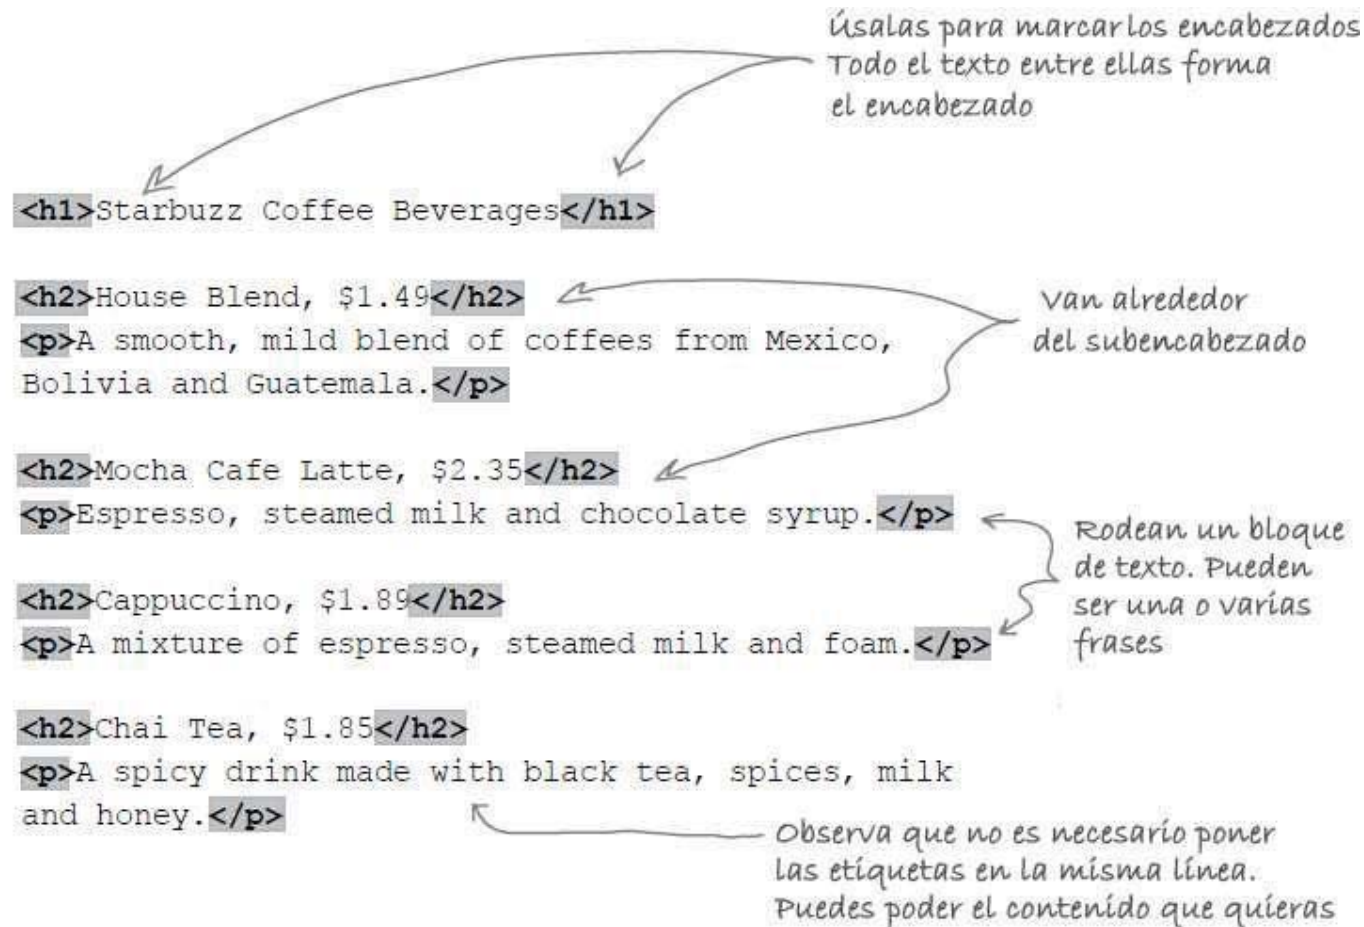 Úsalas para marcar los encabezados
Todo el texto entre ellas forma
el encabezado
<h1>Starbuzz Coffee Beverages</h1>
<h2>House Blend, $1.49</h2>
<p>A smooth, mild blend of coffees from Mexico,
Bolivia and Guatemala.</p>
Van alrededor
del subencabezado
<h2>Mocha Cafe Latte, $2.35</h2>
<p>Espresso, steamed milk and chocolate syrup.</p>
<h2>Cappuccino, $1.89</h2>
<p>A mixture of espresso, steamed milk and foam.</p>
Rodean un bloque
de texto. Pueden
ser una o varias
frases
<h2>Chai Tea, $1.85</h2>
<p>A spicy drink made with black tea, spices, milk
and honey.</p>
Observa que no es necesario poner
las etiquetas en la misma línea.
Puedes poder el contenido que quieras